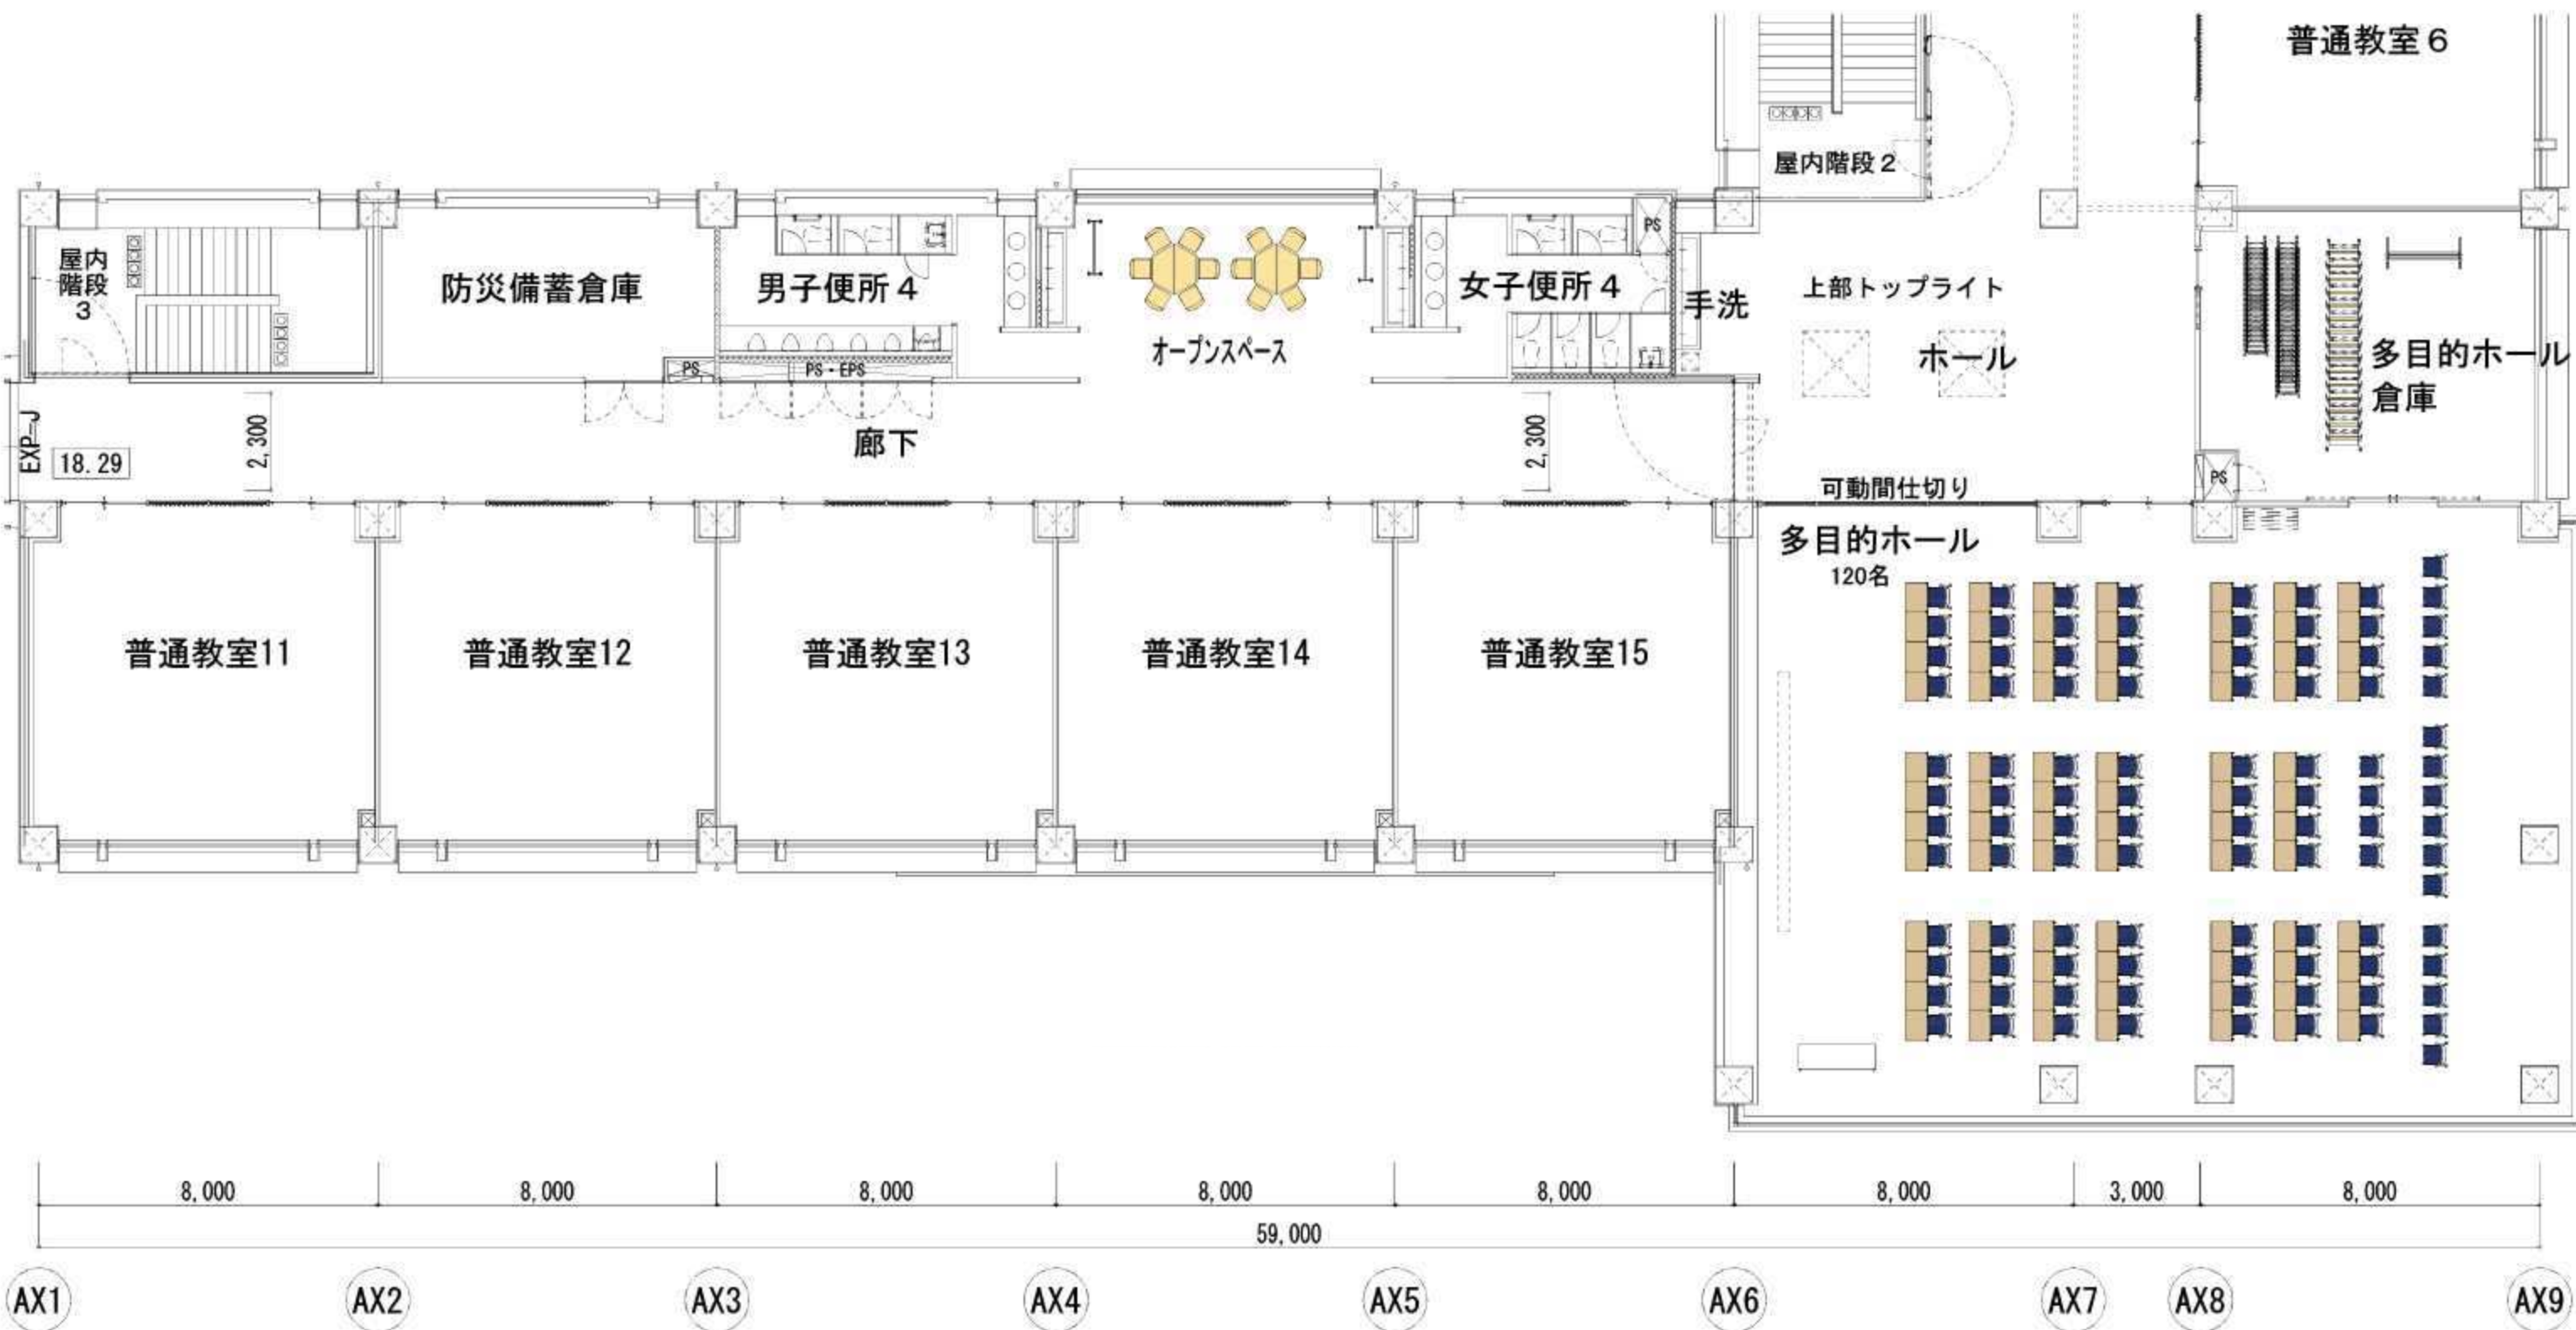 普通教室6
屋内階段2
PS
屋内
階段
3
防災備蓄倉庫
男子便所4
オープンスペース
女子便所4
手洗
上部トップライト
ホール
多目的ホール
倉庫
PS
PS・EPS
EXP-J
18.29
2,300
廊下
2,300
可動間仕切り
PS
多目的ホール
120名
普通教室11
普通教室12
普通教室13
普通教室14
普通教室15
8,000
8,000
8,000
8,000
8,000
8,000
3,000
8,000
59,000
AX1
AX2
AX3
AX4
AX5
AX6
AX7
AX8
AX9